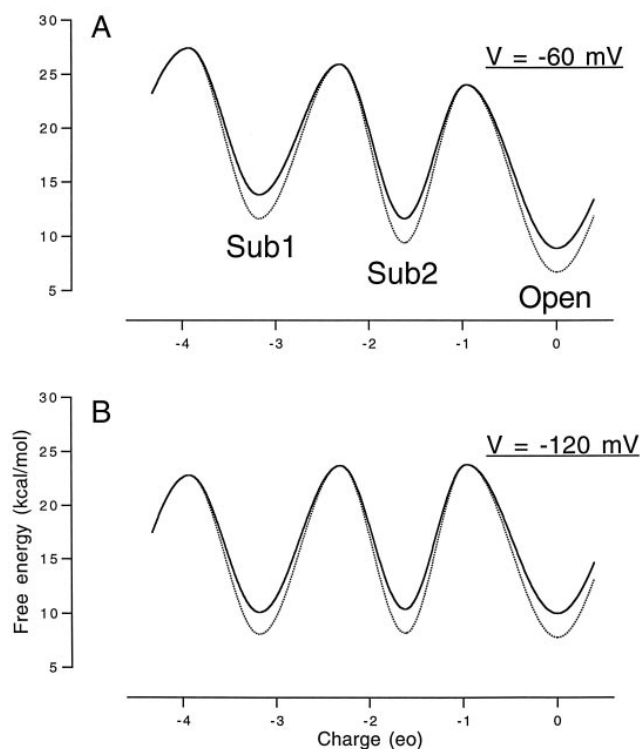 A
V = -60 mV
30
25
20
15
10
5
Sub1
Sub2
Open
-4
-3
-2
-1
0
B
V = -120 mV
30
25
20
15
10
5
Free energy (kcal/mol)
-4
-3
-2
-1
0
Charge (eo)